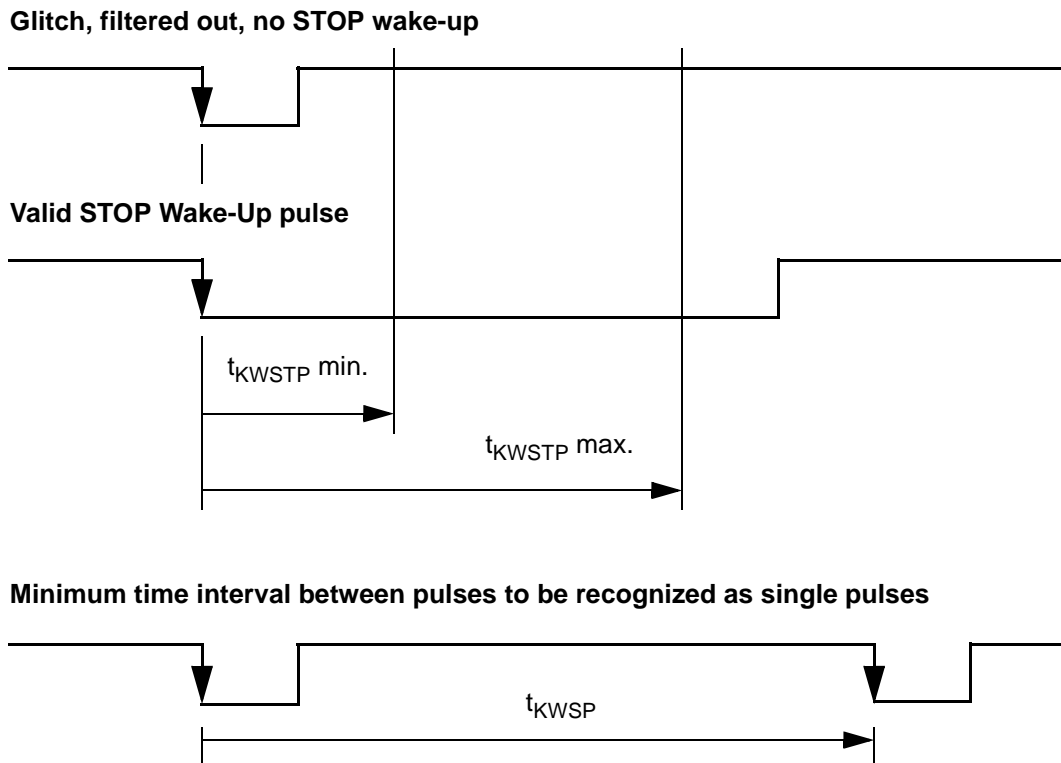 Glitch, filtered out, no STOP wake-up
Valid STOP Wake-Up pulse
tKWSTP min.
tKWSTP max.
Minimum time interval between pulses to be recognized as single pulses
tKWSP